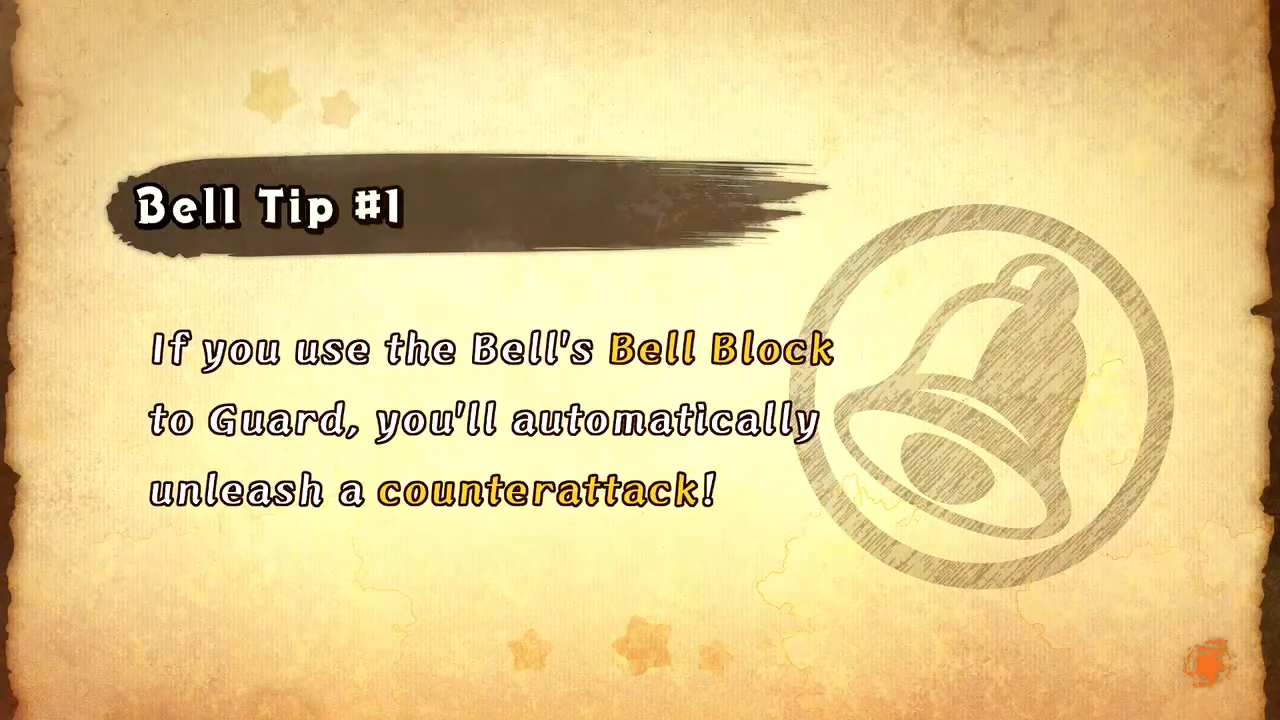 Bell Tip #1
If you use the Bell's Bell Block
to Guard, you'll automatically
unleash a counterattack!